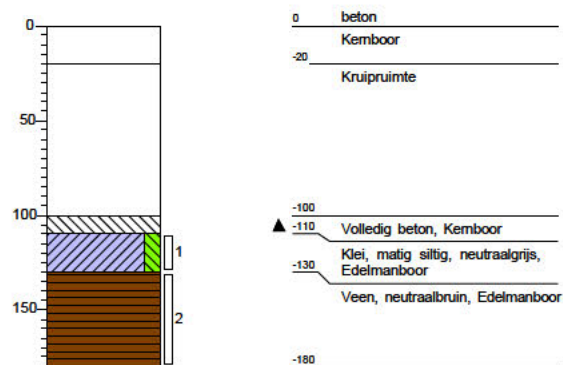 0
50
100
150
1
2
0 beton
Kernboor
-20
Kruipruimte
-100
-110 Volledig beton, Kernboor
Klei, matig siltig, neutraalgrijs,
-130 Edelmanboor
Veen, neutraalbruin, Edelmanboor
-180